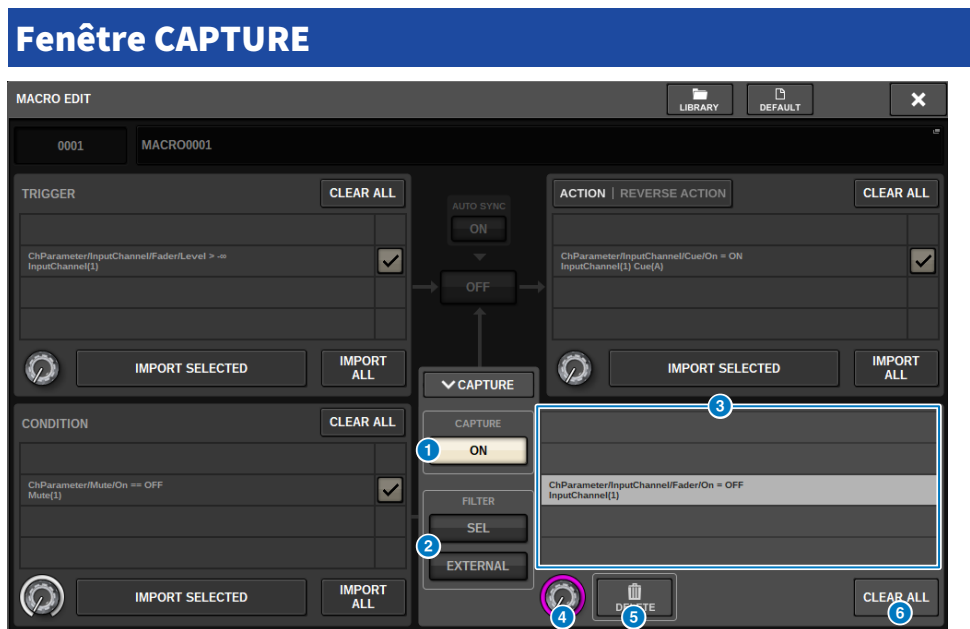 Fenêtre CAPTURE
MACRO EDIT
LIBRARY
DEFAULT
0001
MACRO0001
TRIGGER
CLEAR ALL
ChParameter/InputChannel/Fader/Level > -∞
InputChannel(1)
IMPORT SELECTED
IMPORT
ALL
AUTO SYNC
ON
OFF
ACTION | REVERSE ACTION
CLEAR ALL
ChParameter/InputChannel/Cue/On = ON
InputChannel(1) Cue(A)
IMPORT SELECTED
IMPORT
ALL
CONDITION
CLEAR ALL
ChParameter/Mute/On == OFF
Mute(1)
IMPORT SELECTED
IMPORT
ALL
CAPTURE
CAPTURE
1
ON
FILTER
SEL
2
EXTERNAL
3
ChParameter/InputChannel/Fader/On = OFF
InputChannel(1)
4
DELETE
5
CLEAR ALL
6